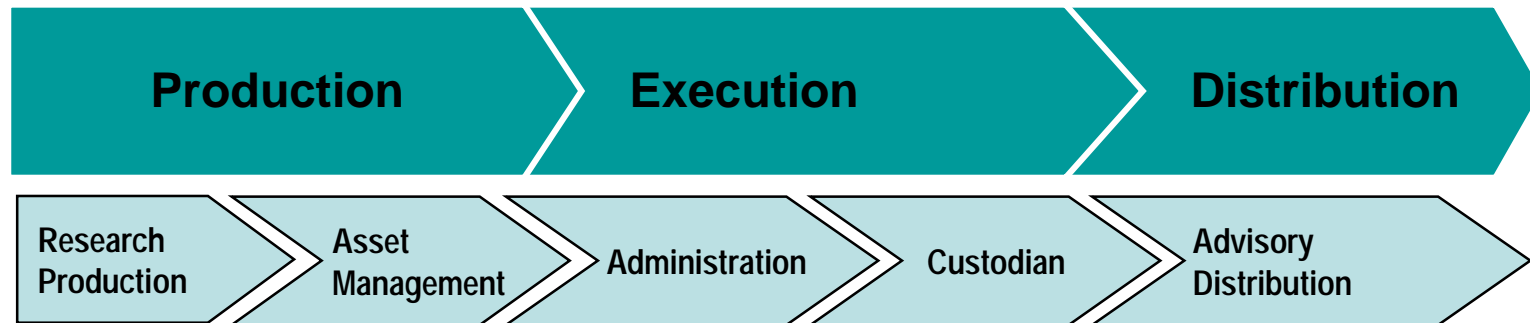 Production
Execution
Distribution
Research
Production
Asset
Management
Administration
Custodian
Advisory
Distribution